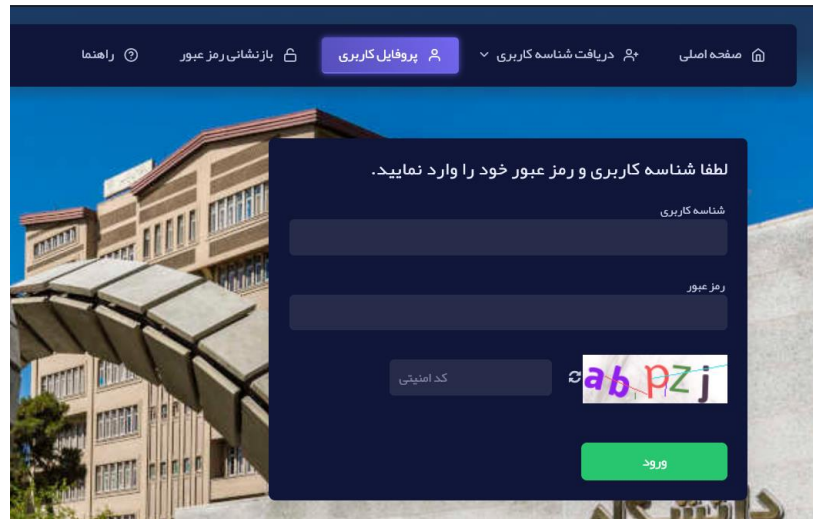 صفحه اصلی دریافت شناسه کاربری پروفایل کاربری بازنشانی رمز عبور راهنما
لطفا شناسه کاربری و رمز عبور خود را وارد نمایید.
شناسه کاربری
رمز عبور
abpzj کد امنیتی
ورود